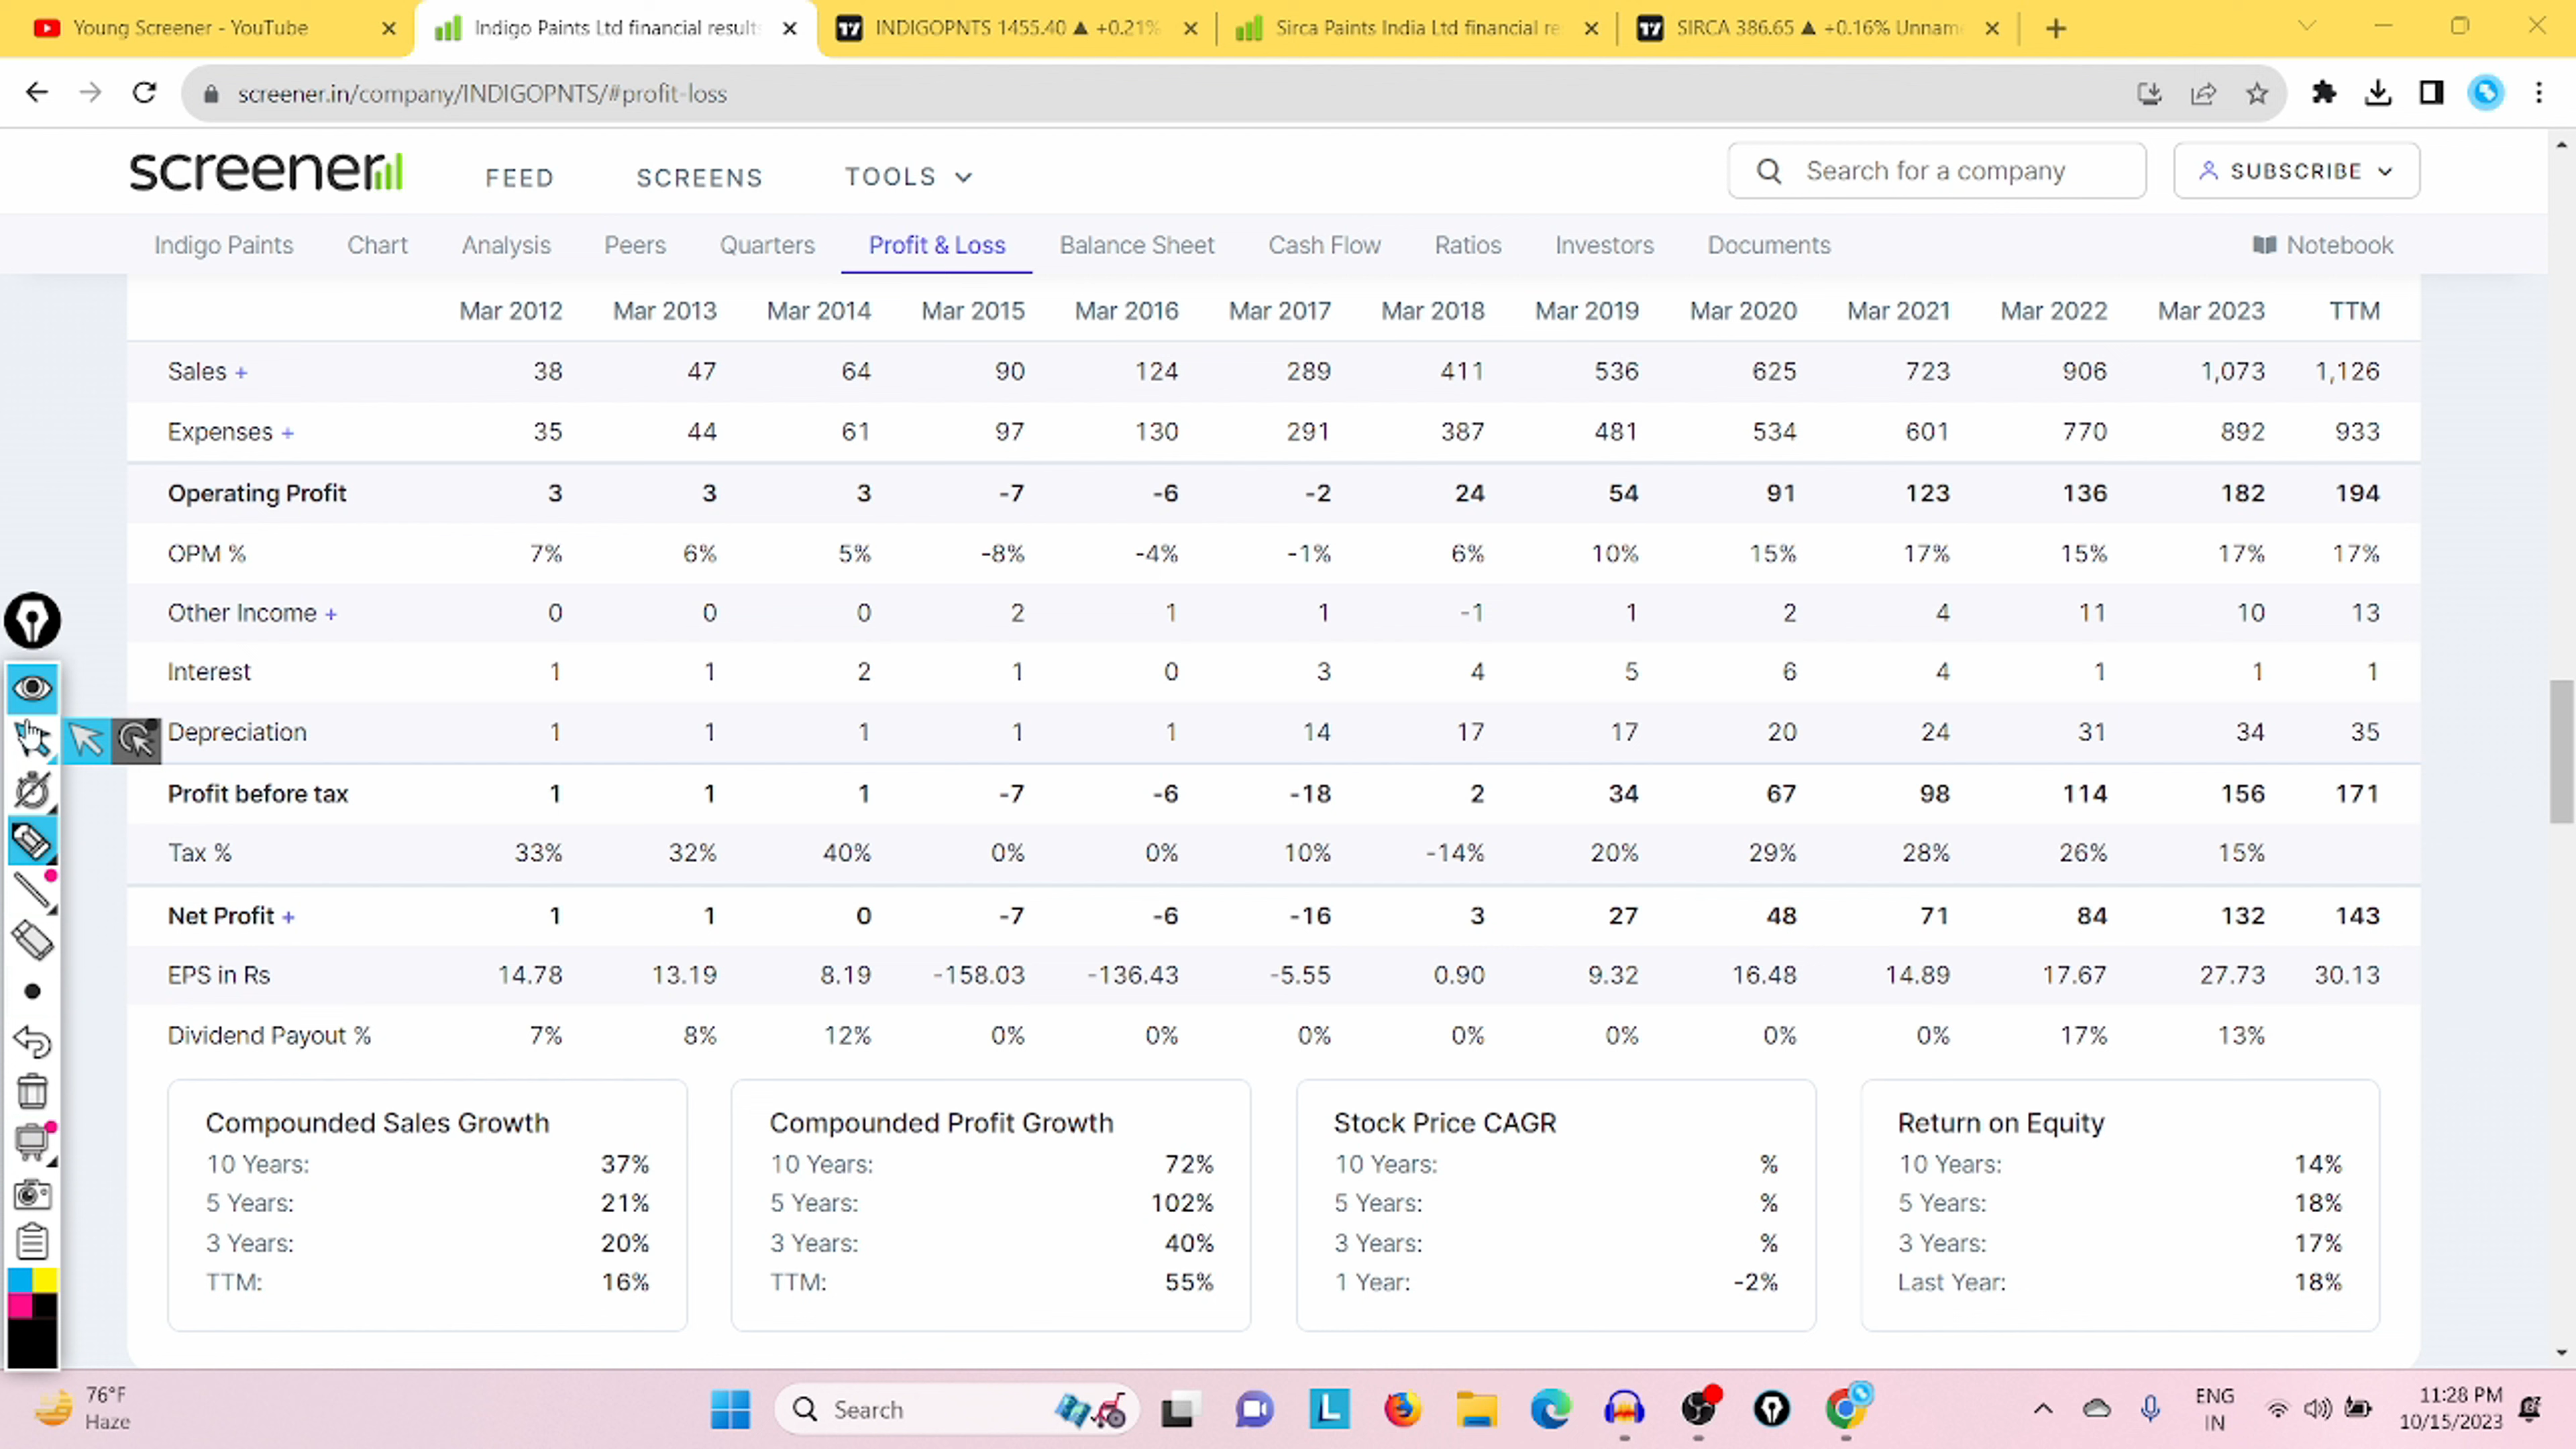 Young Screener - YouTube
Indigo Paints Ltd financial results
INDIGOPNTS 1455.40 ▲ +0.21%
Sirca Paints India Ltd financial re
SIRCA 386.65 ▲ +0.16% Unnam
screener.in/company/INDIGOPNTS/#profit-loss
screener
FEED SCREENS TOOLS
Search for a company
SUBSCRIBE
Indigo Paints Chart Analysis Peers Quarters Profit & Loss Balance Sheet Cash Flow Ratios Investors Documents Notebook
Mar 2012 Mar 2013 Mar 2014 Mar 2015 Mar 2016 Mar 2017 Mar 2018 Mar 2019 Mar 2020 Mar 2021 Mar 2022 Mar 2023 TTM
Sales + 38 47 64 90 124 289 411 536 625 723 906 1,073 1,126
Expenses + 35 44 61 97 130 291 387 481 534 601 770 892 933
Operating Profit 3 3 3 -7 -6 -2 24 54 91 123 136 182 194
OPM % 7% 6% 5% -8% -4% -1% 6% 10% 15% 17% 15% 17% 17%
Other Income + 0 0 0 2 1 1 -1 1 2 4 11 10 13
Interest 1 1 2 1 0 3 4 5 6 4 1 1 1
Depreciation 1 1 1 1 1 14 17 17 20 24 31 34 35
Profit before tax 1 1 1 -7 -6 -18 2 34 67 98 114 156 171
Tax % 33% 32% 40% 0% 0% 10% -14% 20% 29% 28% 26% 15%
Net Profit + 1 1 0 -7 -6 -16 3 27 48 71 84 132 143
EPS in Rs 14.78 13.19 8.19 -158.03 -136.43 -5.55 0.90 9.32 16.48 14.89 17.67 27.73 30.13
Dividend Payout % 7% 8% 12% 0% 0% 0% 0% 0% 0% 0% 17% 13%
Compounded Sales Growth
10 Years: 37%
5 Years: 21%
3 Years: 20%
TTM: 16%
Compounded Profit Growth
10 Years: 72%
5 Years: 102%
3 Years: 40%
TTM: 55%
Stock Price CAGR
10 Years: %
5 Years: %
3 Years: %
1 Year: -2%
Return on Equity
10 Years: 14%
5 Years: 18%
3 Years: 17%
Last Year: 18%
76°F
Haze
Search
L
ENG
IN
11:28 PM
10/15/2023